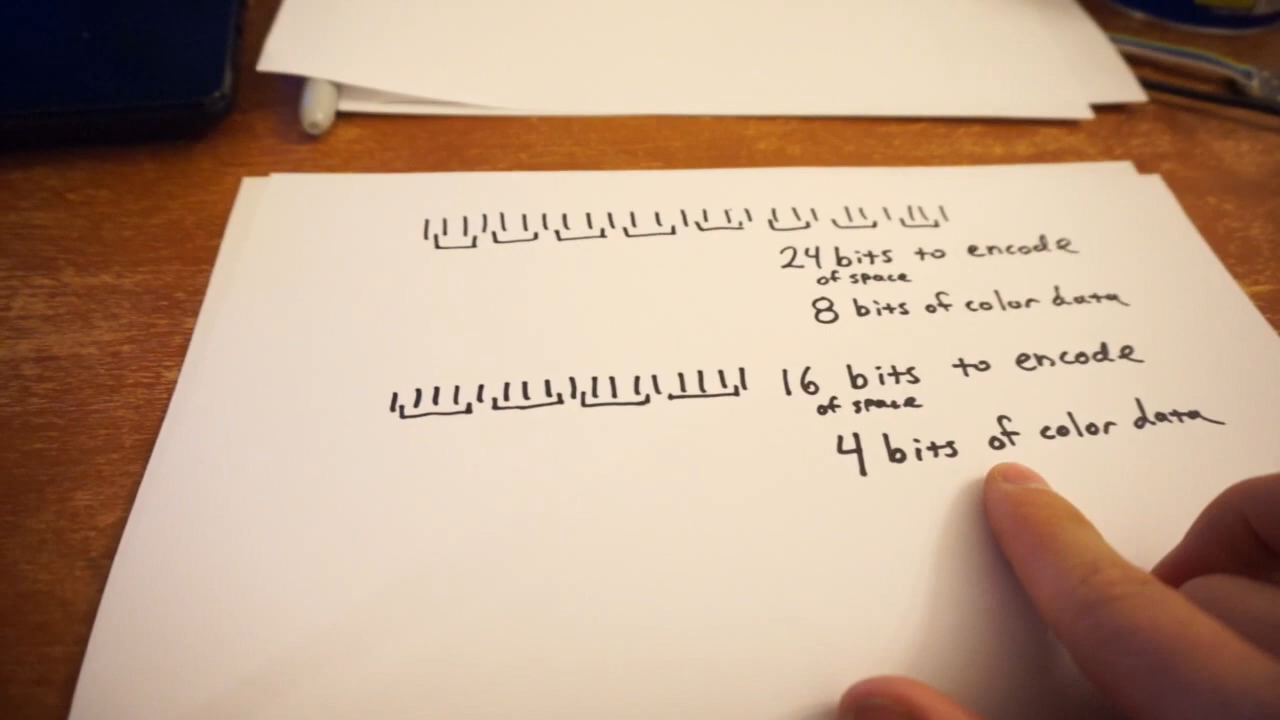 24 bits to encode
of space
8 bits of color data
16 bits to encode
of space
4 bits of color data